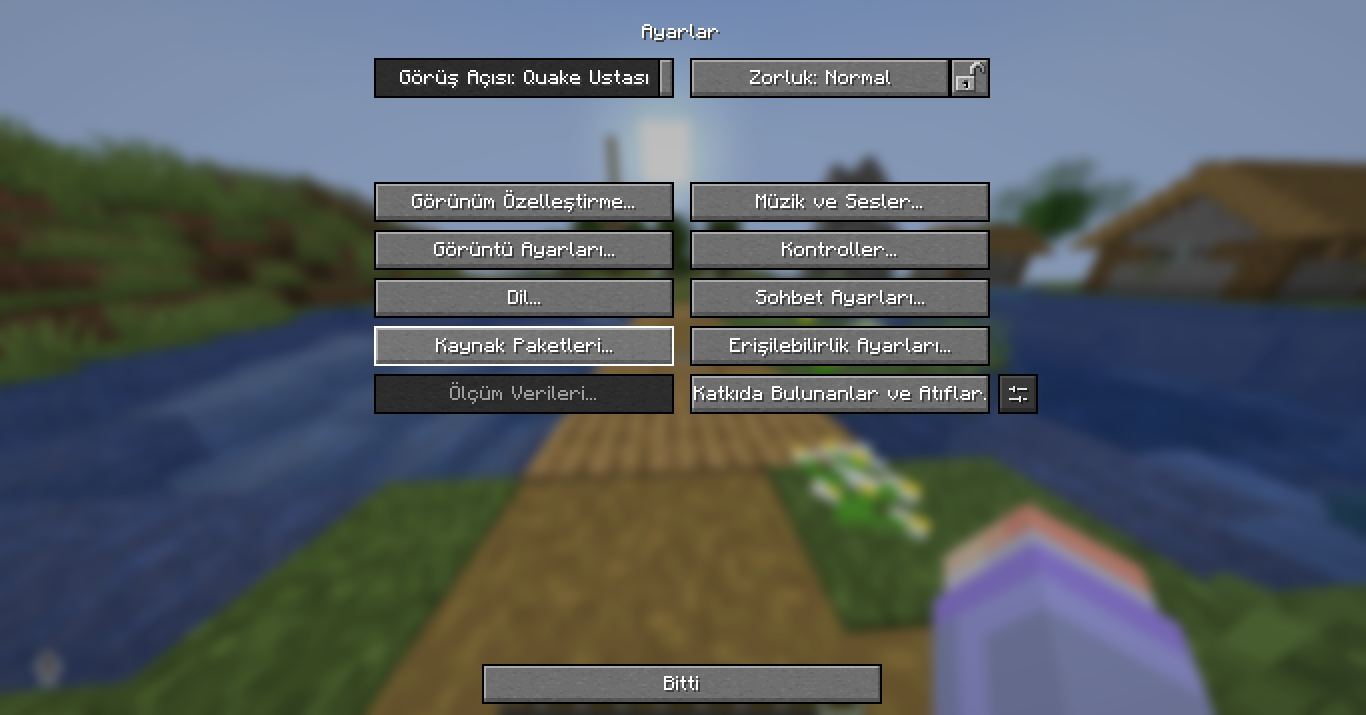 Ayarlar
Görüş Açısı: Quake Ustası
Zorluk: Normal
Görünüm Özelleştirme...
Müzik ve Sesler...
Görüntü Ayarları...
Kontroller...
Dil...
Sohbet Ayarları...
Kaynak Paketleri...
Erişilebilirlik Ayarları...
Ölçüm Verileri...
Katkıda Bulunanlar ve Atıflar.
Bitti